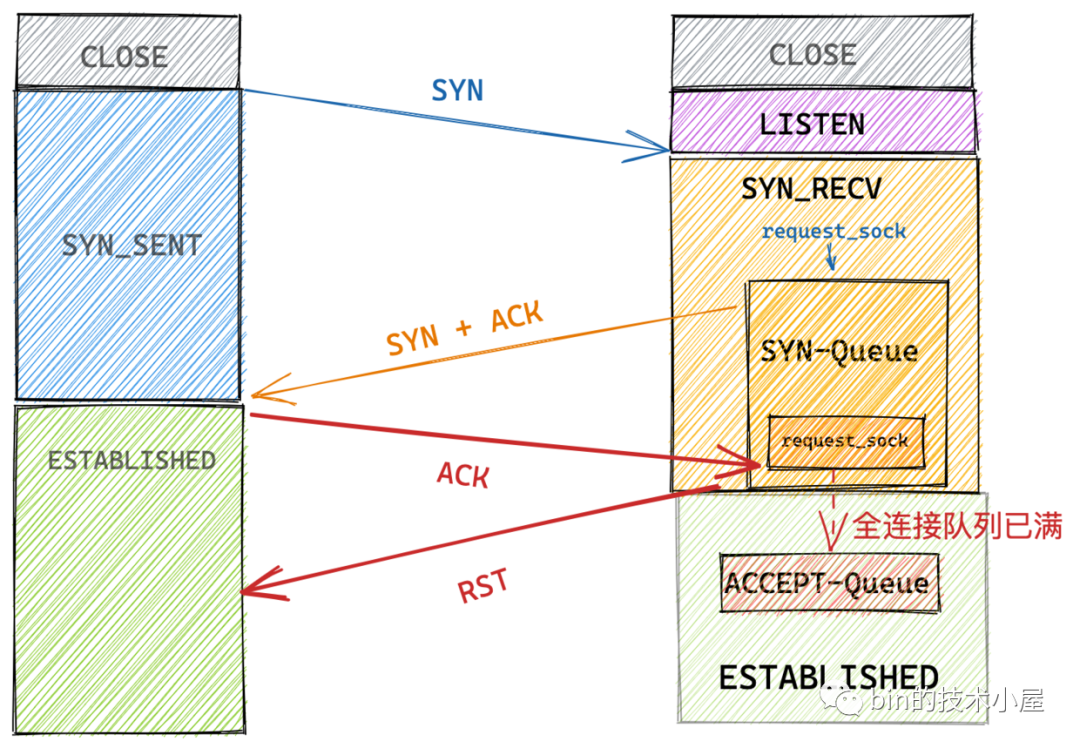 CLOSE
SYN_SENT
ESTABLISHED
SYN
SYN + ACK
ACK
RST
CLOSE
LISTEN
SYN_RECV
request_sock
SYN-Queue
request_sock
全连接队列已满
ACCEPT-Queue
ESTABLISHED
bin的技术小屋